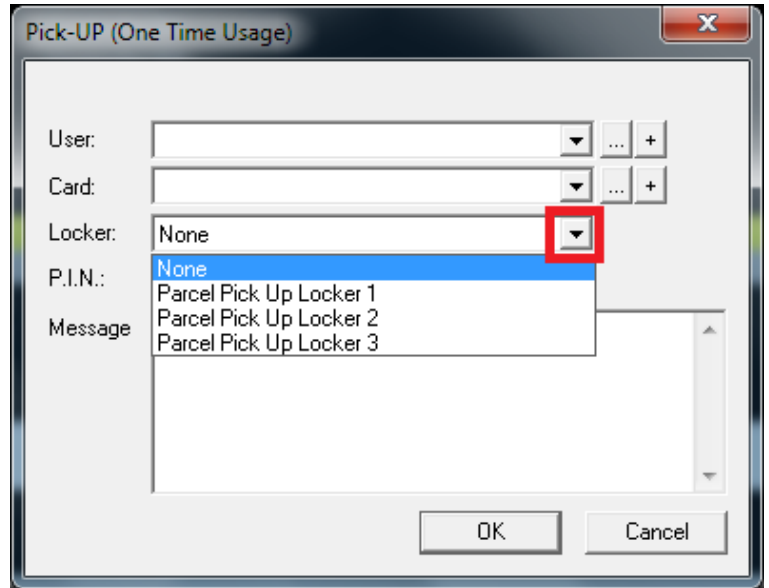 Pick-UP (One Time Usage)
User:
... +
Card:
... +
Locker: None
None
P.I.N.:
Parcel Pick Up Locker 1
Parcel Pick Up Locker 2
Message
Parcel Pick Up Locker 3
OK Cancel